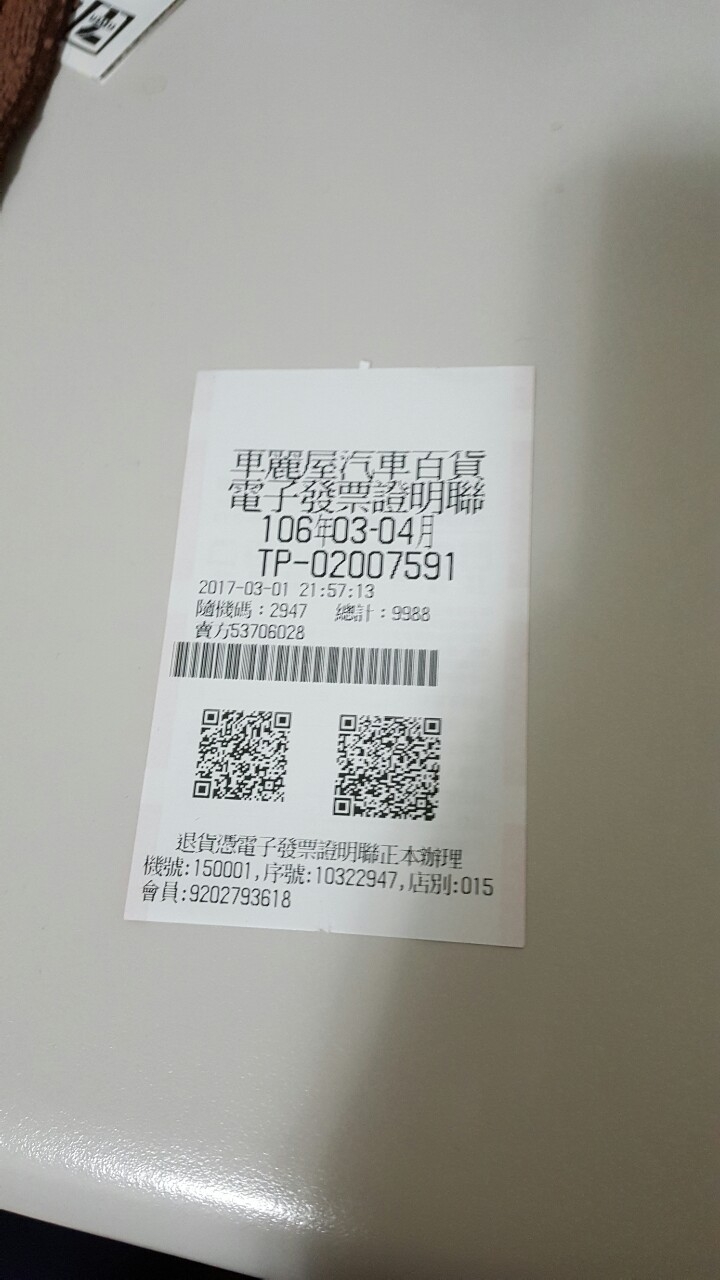 車麗屋汽車百貨
電子發票證明聯
106年03-04月
TP-02007591
2017-03-01 21:57:13
隨機碼:2947 總計:9988
賣方53706028
退貨憑電子發票證明聯正本辦理
機號:150001,序號:10322947,店別:015
會員:9202793618